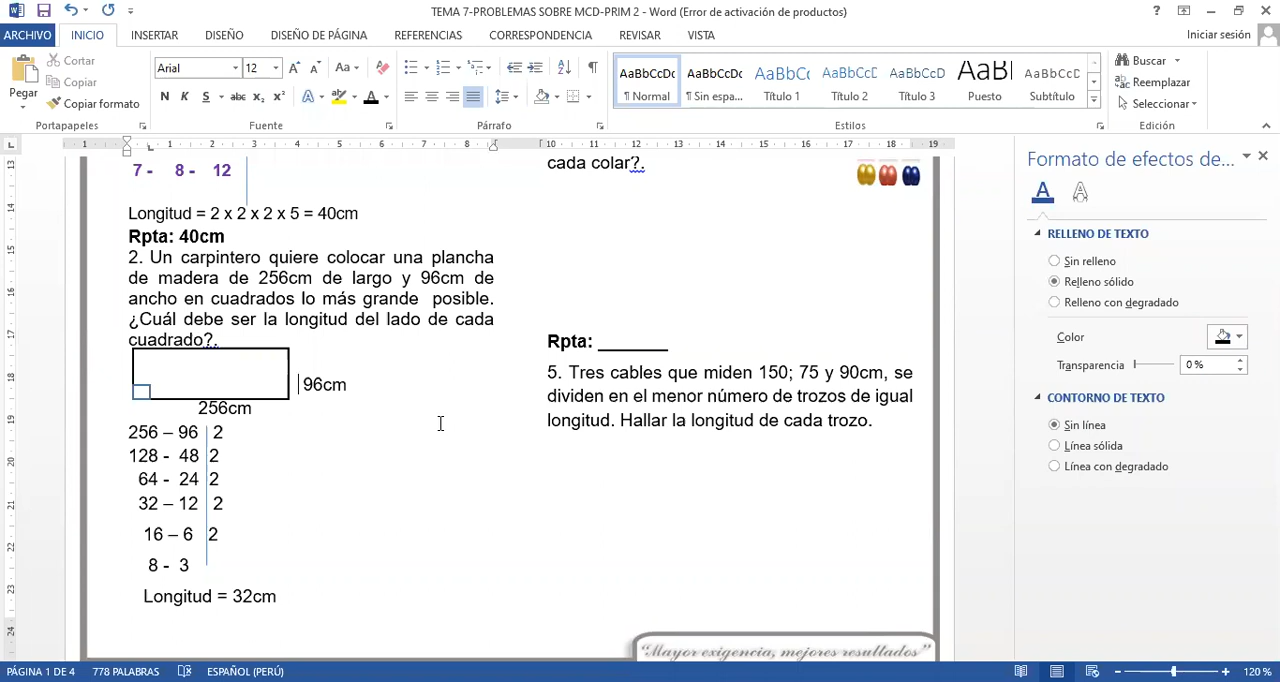 TEMA 7-PROBLEMAS SOBRE MCD-PRIM 2 - Word (Error de activación de productos)
ARCHIVO INICIO INSERTAR DISEÑO DISEÑO DE PÁGINA REFERENCIAS CORRESPONDENCIA REVISAR VISTA Iniciar sesión
Pegar
Cortar
Copiar
Copiar formato
Portapapeles
Arial 12
Fuente
Párrafo
AaBbCcDc AaBbCcDc AaBbCc AaBbCcD AaBbCcD AaBl AaBbCcD
¶ Normal ¶ Sin espa... Título 1 Título 2 Título 3 Puesto Subtítulo
Estilos
Buscar
Reemplazar
Seleccionar
Edición
7 - 8 - 12
Longitud = 2 x 2 x 2 x 5 = 40cm
Rpta: 40cm
2. Un carpintero quiere colocar una plancha
de madera de 256cm de largo y 96cm de
ancho en cuadrados lo más grande posible.
¿Cuál debe ser la longitud del lado de cada
cuadrado?.
96cm
256cm
256 – 96 2
128 - 48 2
64 - 24 2
32 – 12 2
16 – 6 2
8 - 3
Longitud = 32cm
cada colar?.
Rpta: _______
5. Tres cables que miden 150; 75 y 90cm, se
dividen en el menor número de trozos de igual
longitud. Hallar la longitud de cada trozo.
"Mayor exigencia, mejores resultados"
Formato de efectos de...
RELLENO DE TEXTO
Sin relleno
Relleno sólido
Relleno con degradado
Color
Transparencia 0 %
CONTORNO DE TEXTO
Sin línea
Línea sólida
Línea con degradado
PÁGINA 1 DE 4 778 PALABRAS ESPAÑOL (PERÚ) 120 %